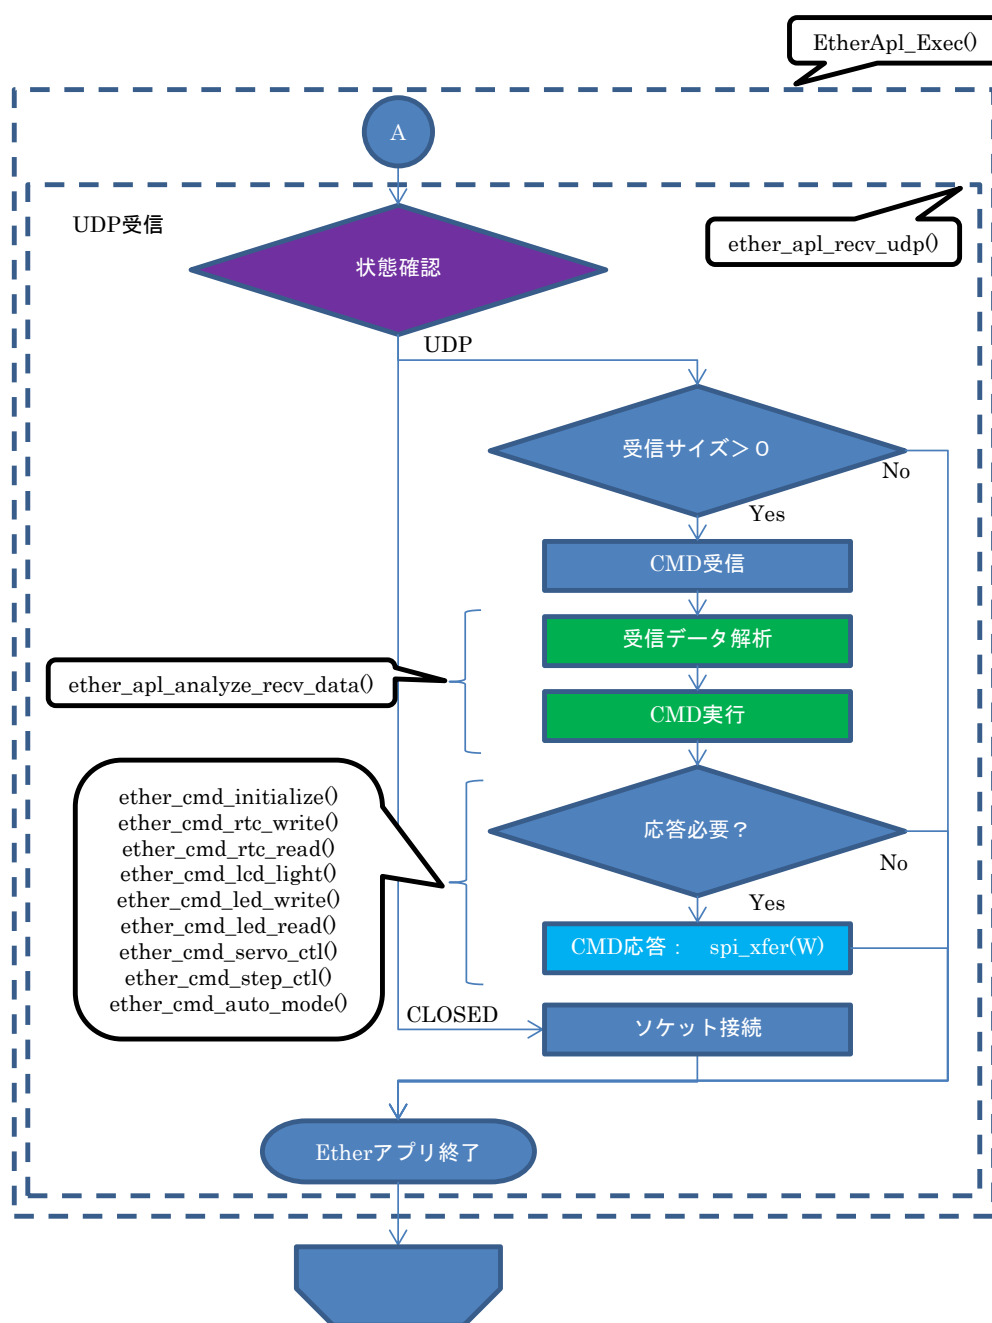 EtherApl_Exec()
A
UDP受信
ether_apl_recv_udp()
状態確認
UDP
受信サイズ＞０
No
Yes
CMD受信
受信データ解析
ether_apl_analyze_recv_data()
CMD実行
ether_cmd_initialize()
ether_cmd_rtc_write()
ether_cmd_rtc_read()
ether_cmd_lcd_light()
ether_cmd_led_write()
ether_cmd_led_read()
ether_cmd_servo_ctl()
ether_cmd_step_ctl()
ether_cmd_auto_mode()
応答必要？
No
Yes
CMD応答： spi_xfer(W)
CLOSED
ソケット接続
Etherアプリ終了